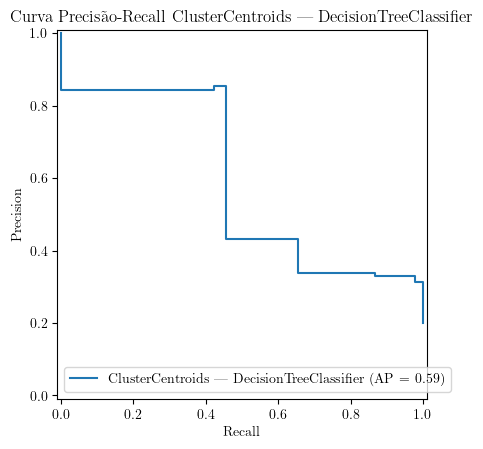 Curva Precisão-Recall ClusterCentroids — DecisionTreeClassifier
1.0
0.8
0.6
0.4
0.2
0.0
Precision
ClusterCentroids — DecisionTreeClassifier (AP = 0.59)
0.0 0.2 0.4 0.6 0.8 1.0
Recall